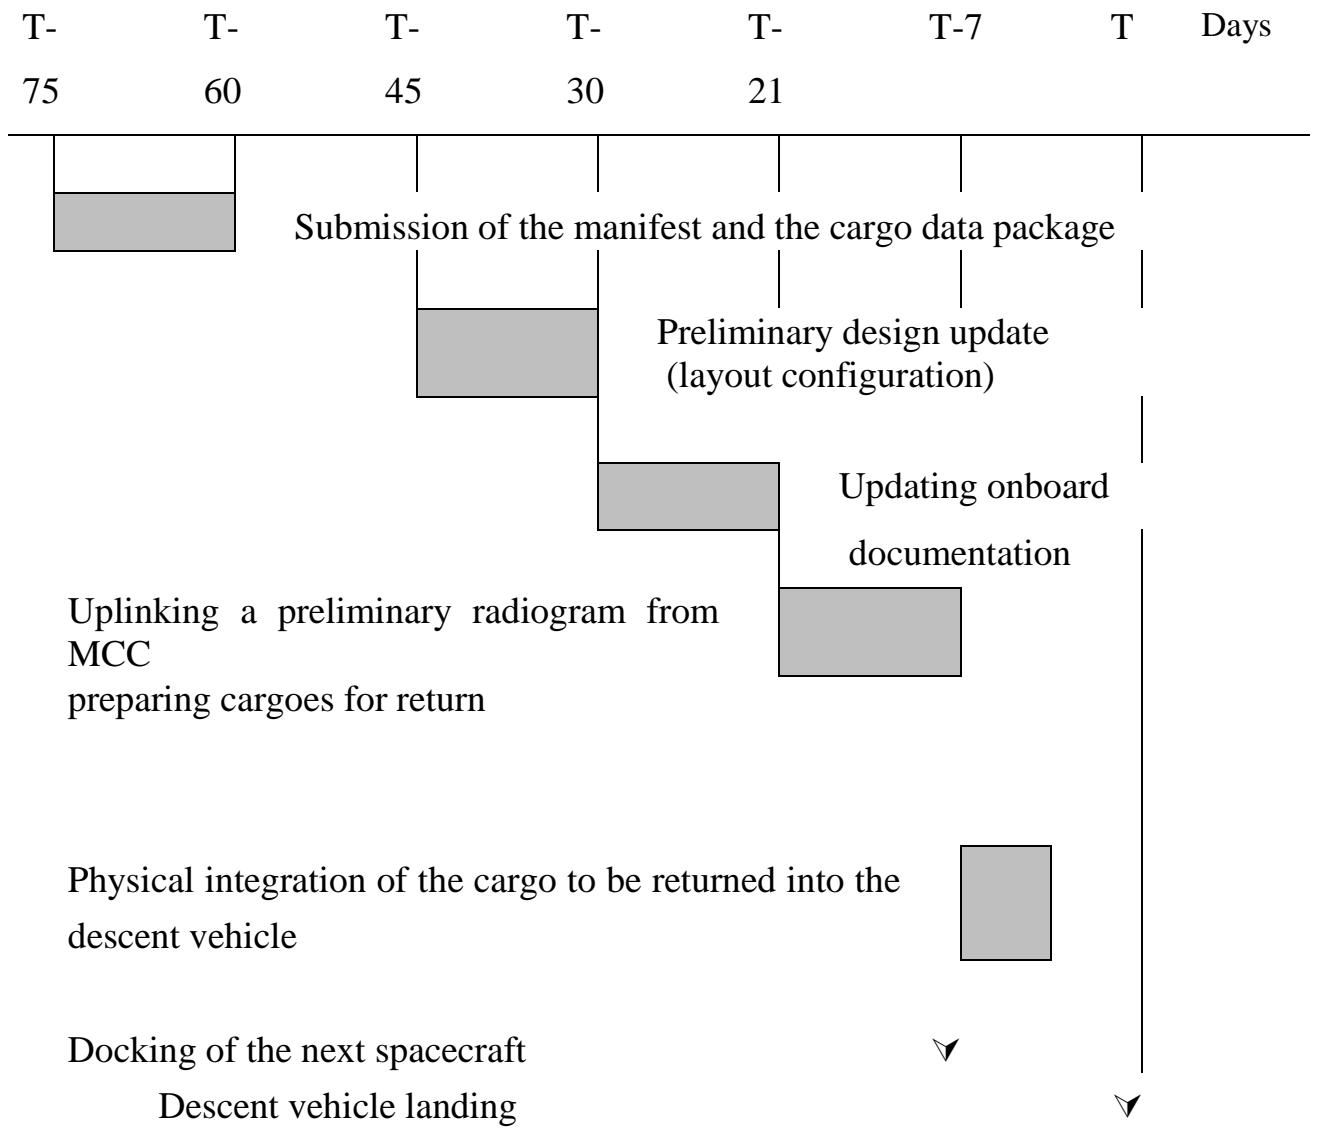 T- T- T- T- T- T-7 T Days
75 60 45 30 21
Submission of the manifest and the cargo data package
Preliminary design update
(layout configuration)
Updating onboard
documentation
Uplinking a preliminary radiogram from
MCC
preparing cargoes for return
Physical integration of the cargo to be returned into the
descent vehicle
Docking of the next spacecraft
Descent vehicle landing